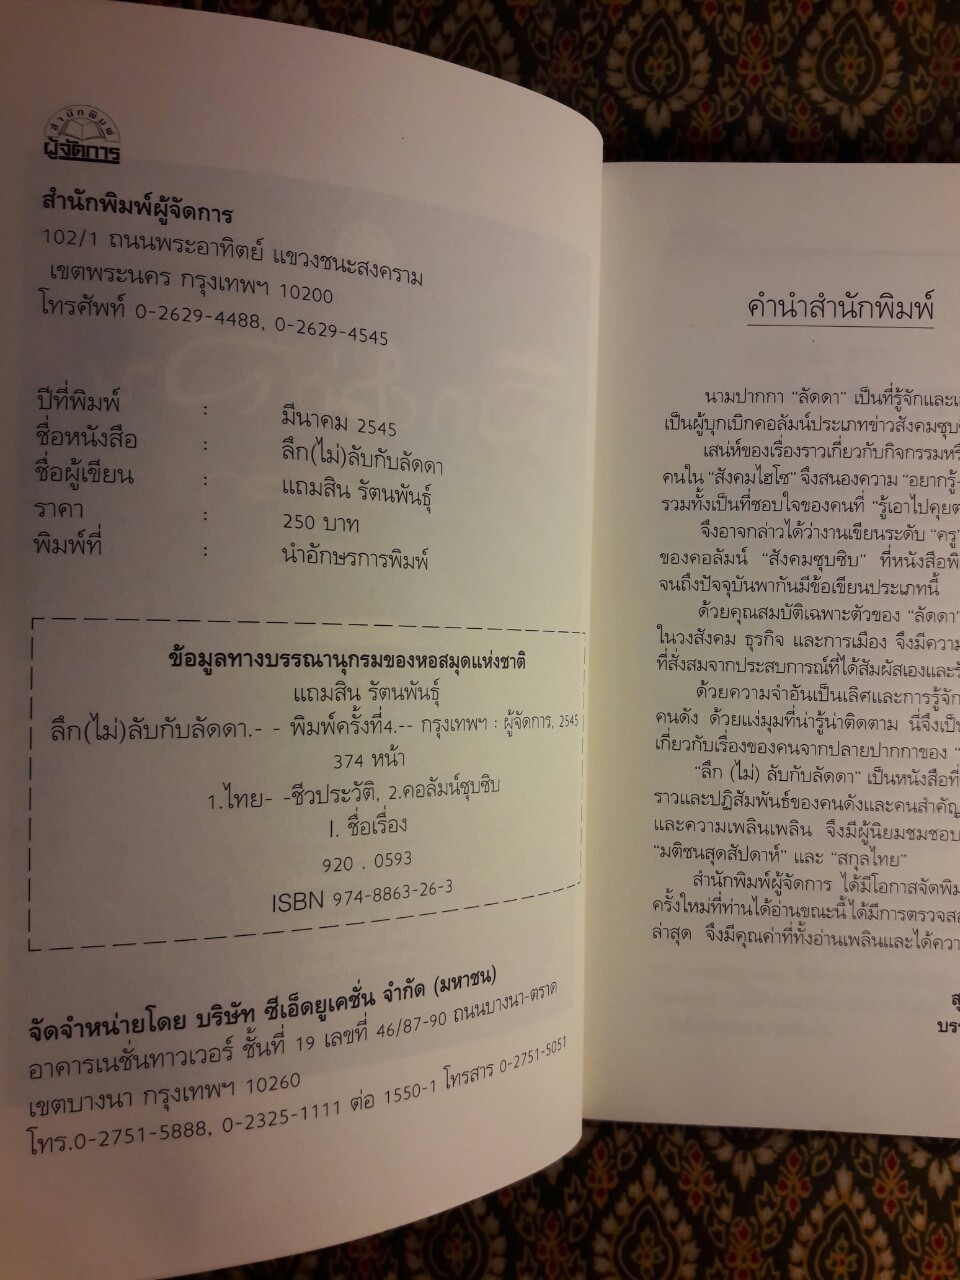 สำนักพิมพ์
ผู้จัดการ
สำนักพิมพ์ผู้จัดการ
102/1 ถนนพระอาทิตย์ แขวงชนะสงคราม
เขตพระนคร กรุงเทพฯ 10200
โทรศัพท์ 0-2629-4488, 0-2629-4545
ปีที่พิมพ์ : มีนาคม 2545
ชื่อหนังสือ : ลึก(ไม่)ลับกับลัดดา
ชื่อผู้เขียน : แถมสิน รัตนพันธุ์
ราคา : 250 บาท
พิมพ์ที่ : นำอักษรการพิมพ์
ข้อมูลทางบรรณานุกรมของหอสมุดแห่งชาติ
แถมสิน รัตนพันธุ์
ลึก(ไม่)ลับกับลัดดา.- - พิมพ์ครั้งที่4.-- กรุงเทพฯ : ผู้จัดการ, 2545
374 หน้า
1.ไทย- -ชีวประวัติ, 2.คอลัมน์ซุบซิบ
I. ชื่อเรื่อง
920 . 0593
ISBN 974-8863-26-3
จัดจำหน่ายโดย บริษัท ซีเอ็ดยูเคชั่น จำกัด (มหาชน)
อาคารเนชั่นทาวเวอร์ ชั้นที่ 19 เลขที่ 46/87-90 ถนนบางนา-ตราด
เขตบางนา กรุงเทพฯ 10260
โทร.0-2751-5888, 0-2325-1111 ต่อ 1550-1 โทรสาร 0-2751-5051
คำนำสำนักพิมพ์
นามปากกา “ลัดดา” เป็นที่รู้จักและ
เป็นผู้บุกเบิกคอลัมน์ประเภทข่าวสังคม
เสน่ห์ของเรื่องราวเกี่ยวกับกิจกรรม
คนใน “สังคมไฮโซ” จึงสนองความ “อยากรู้-
รวมทั้งเป็นที่ชอบใจของคนที่ “รู้เอาไปคุย
จึงอาจกล่าวได้ว่างานเขียนระดับ “ครู”
ของคอลัมน์ “สังคมซุบซิบ” ที่หนังสือ
จนถึงปัจจุบันพากันมีข้อเขียนประเภทนี้
ด้วยคุณสมบัติเฉพาะตัวของ “ลัดดา”
ในวงสังคม ธุรกิจ และการเมือง จึงมีความ
ที่สั่งสมจากประสบการณ์ที่ได้สัมผัสเองและ
ด้วยความจำอันเป็นเลิศและการรู้จัก
คนดัง ด้วยแง่มุมที่น่ารู้น่าติดตาม นี่จึงเป็น
เกี่ยวกับเรื่องของคนจากปลายปากกาของ “
“ลึก (ไม่) ลับกับลัดดา” เป็นหนังสือที่
ราวและปฏิสัมพันธ์ของคนดังและคนสำคัญ
และความเพลินเพลิน จึงมีผู้นิยมชมชอบ
“มติชนสุดสัปดาห์” และ “สกุลไทย”
สำนักพิมพ์ผู้จัดการ ได้มีโอกาสจัดพิม
ครั้งใหม่ที่ท่านได้อ่านขณะนี้ได้มีการตรวจ
ล่าสุด จึงมีคุณค่าที่ทั้งอ่านเพลินและได้